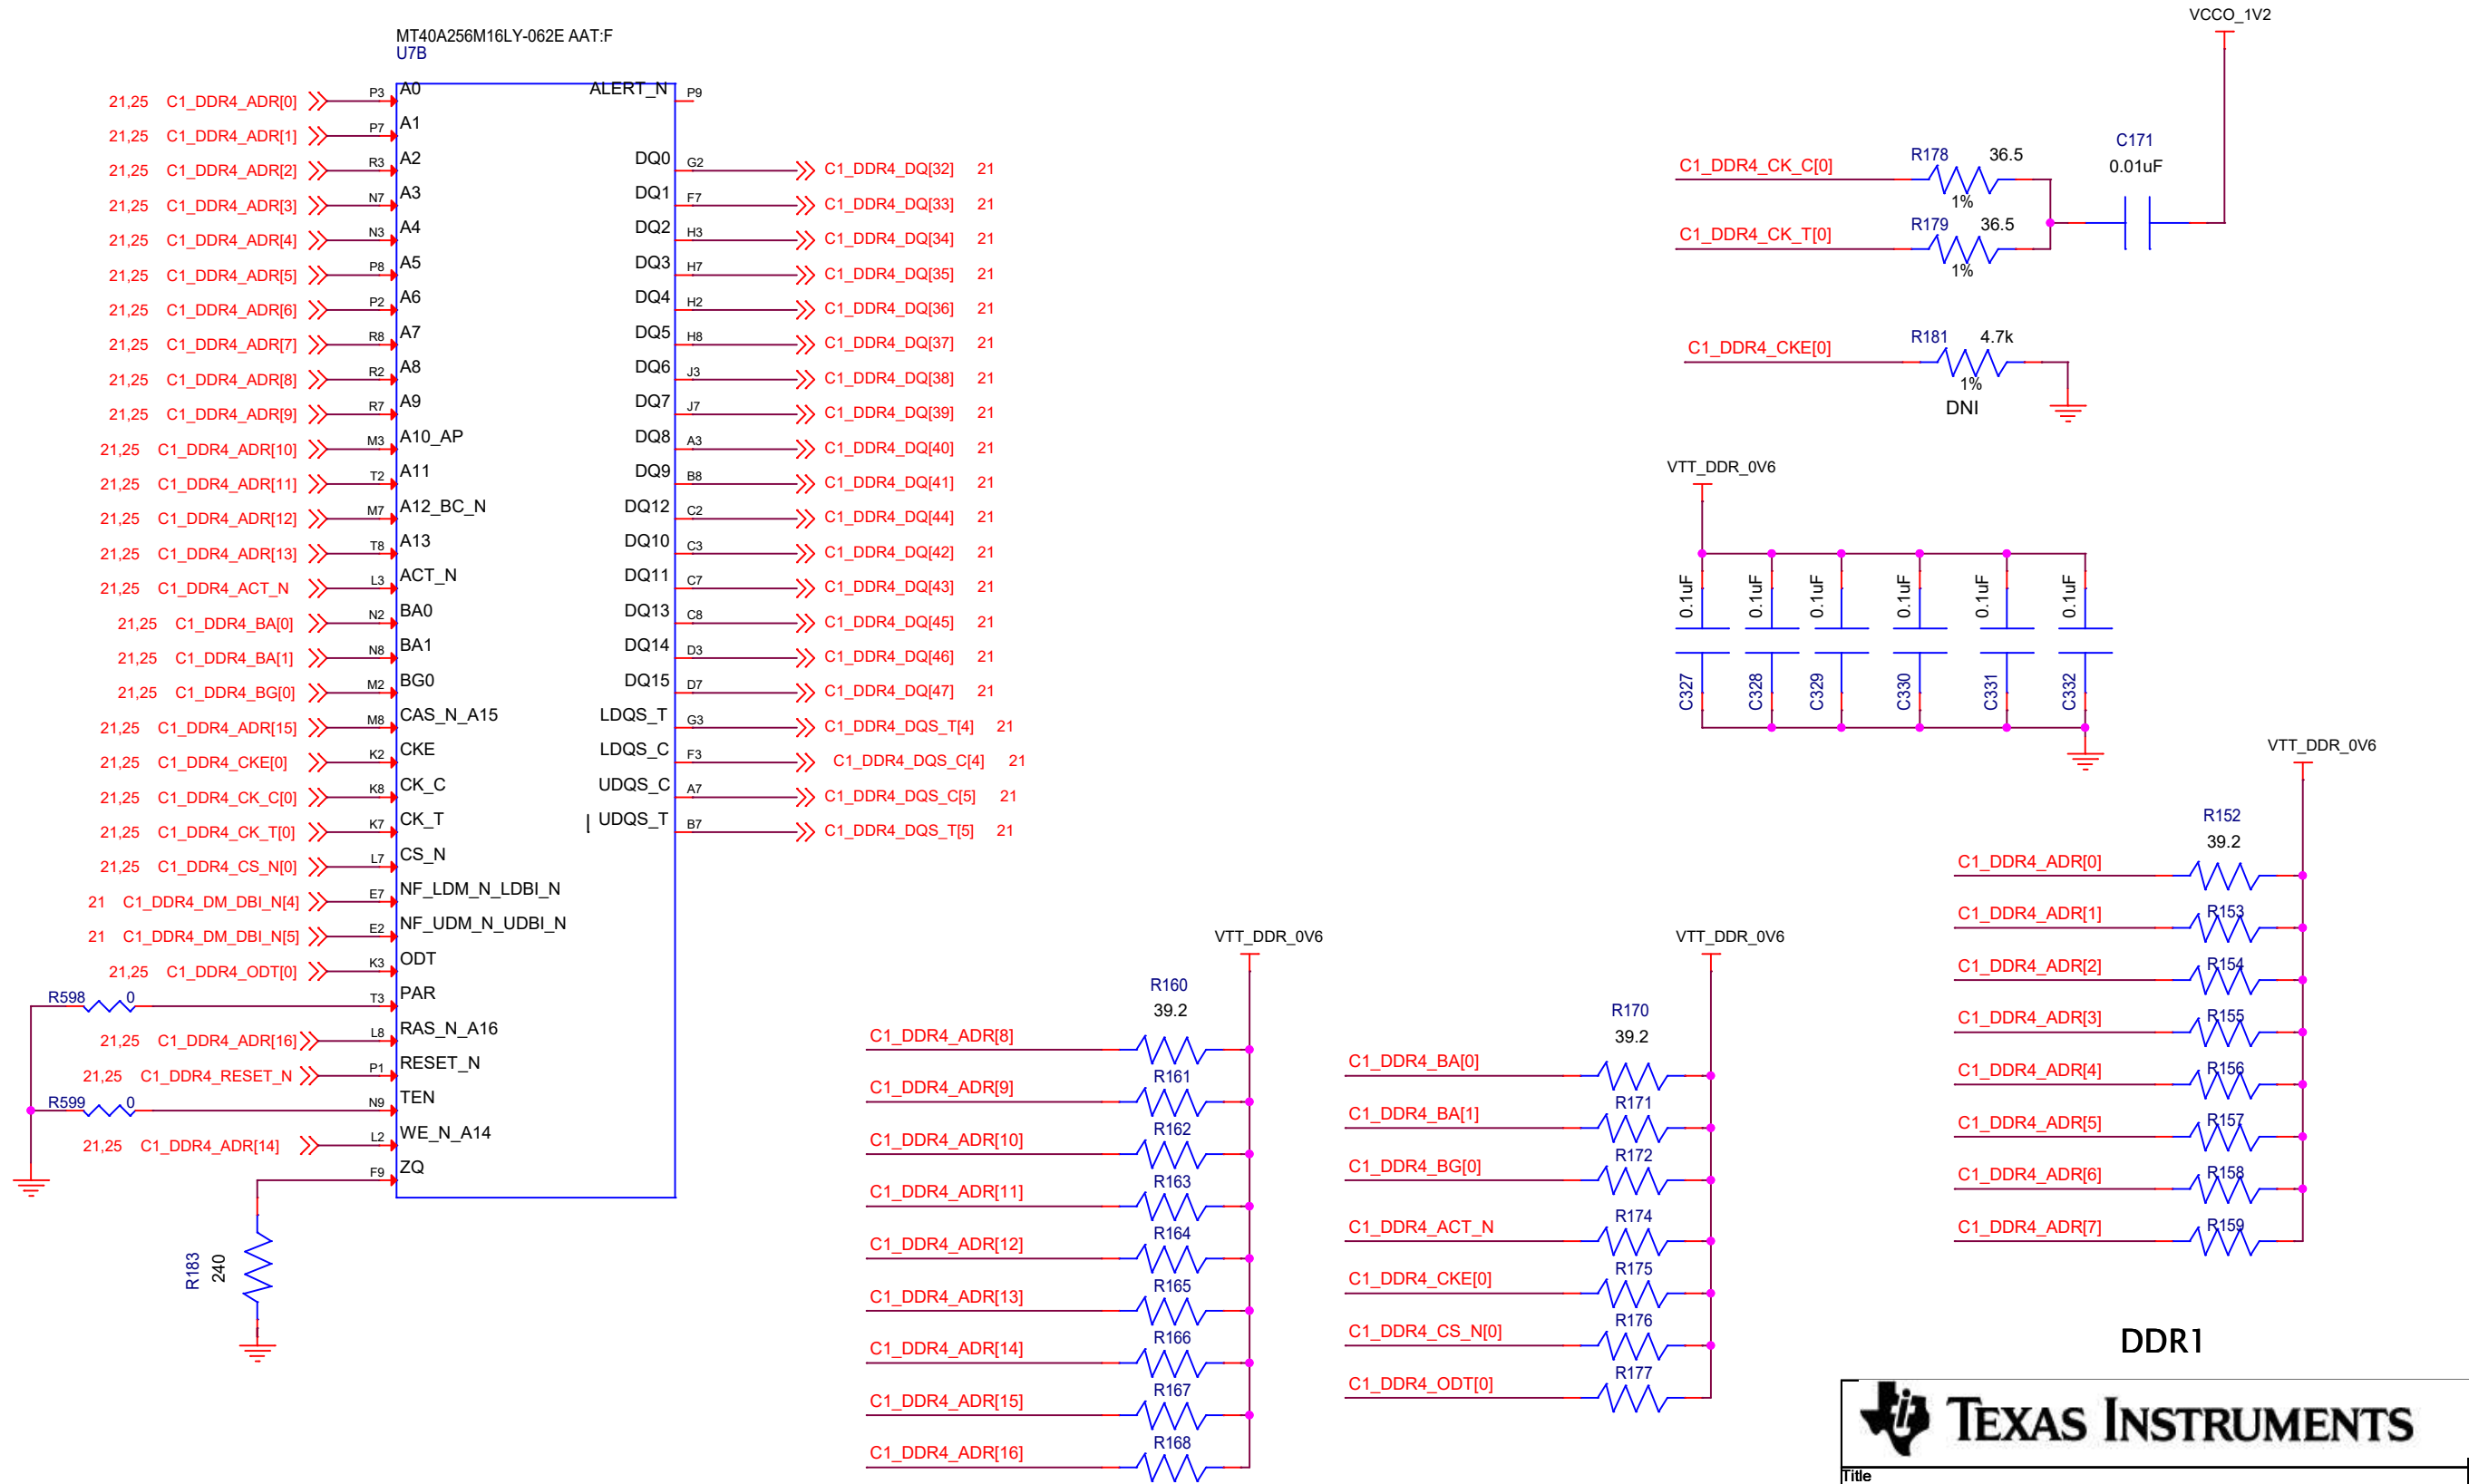 MT40A256M16LY-062E AAT:F
U7B
21,25 C1_DDR4_ADR[0] P3 A0
21,25 C1_DDR4_ADR[1] P7 A1
21,25 C1_DDR4_ADR[2] R3 A2
21,25 C1_DDR4_ADR[3] N7 A3
21,25 C1_DDR4_ADR[4] N3 A4
21,25 C1_DDR4_ADR[5] P8 A5
21,25 C1_DDR4_ADR[6] P2 A6
21,25 C1_DDR4_ADR[7] R8 A7
21,25 C1_DDR4_ADR[8] R2 A8
21,25 C1_DDR4_ADR[9] R7 A9
21,25 C1_DDR4_ADR[10] M3 A10_AP
21,25 C1_DDR4_ADR[11] T2 A11
21,25 C1_DDR4_ADR[12] M7 A12_BC_N
21,25 C1_DDR4_ADR[13] T8 A13
21,25 C1_DDR4_ACT_N L3 ACT_N
21,25 C1_DDR4_BA[0] N2 BA0
21,25 C1_DDR4_BA[1] N8 BA1
21,25 C1_DDR4_BG[0] M2 BG0
21,25 C1_DDR4_ADR[15] M8 CAS_N_A15
21,25 C1_DDR4_CKE[0] K2 CKE
21,25 C1_DDR4_CK_C[0] K8 CK_C
21,25 C1_DDR4_CK_T[0] K7 CK_T
21,25 C1_DDR4_CS_N[0] L7 CS_N
21 C1_DDR4_DM_DBI_N[4] E7 NF_LDM_N_LDBI_N
21 C1_DDR4_DM_DBI_N[5] E2 NF_UDM_N_UDBI_N
21,25 C1_DDR4_ODT[0] K3 ODT
R598 0 T3 PAR
21,25 C1_DDR4_ADR[16] L8 RAS_N_A16
21,25 C1_DDR4_RESET_N P1 RESET_N
R599 0 N9 TEN
21,25 C1_DDR4_ADR[14] L2 WE_N_A14
F9 ZQ
R183
240
ALERT_N P9
DQ0 G2 C1_DDR4_DQ[32] 21
DQ1 F7 C1_DDR4_DQ[33] 21
DQ2 H3 C1_DDR4_DQ[34] 21
DQ3 H7 C1_DDR4_DQ[35] 21
DQ4 H2 C1_DDR4_DQ[36] 21
DQ5 H8 C1_DDR4_DQ[37] 21
DQ6 J3 C1_DDR4_DQ[38] 21
DQ7 J7 C1_DDR4_DQ[39] 21
DQ8 A3 C1_DDR4_DQ[40] 21
DQ9 B8 C1_DDR4_DQ[41] 21
DQ12 C2 C1_DDR4_DQ[44] 21
DQ10 C3 C1_DDR4_DQ[42] 21
DQ11 C7 C1_DDR4_DQ[43] 21
DQ13 C8 C1_DDR4_DQ[45] 21
DQ14 D3 C1_DDR4_DQ[46] 21
DQ15 D7 C1_DDR4_DQ[47] 21
LDQS_T G3 C1_DDR4_DQS_T[4] 21
LDQS_C F3 C1_DDR4_DQS_C[4] 21
UDQS_C A7 C1_DDR4_DQS_C[5] 21
UDQS_T B7 C1_DDR4_DQS_T[5] 21
VCCO_1V2
C171
0.01uF
C1_DDR4_CK_C[0] R178 36.5
1%
C1_DDR4_CK_T[0] R179 36.5
1%
C1_DDR4_CKE[0] R181 4.7k
1%
DNI
VTT_DDR_0V6
0.1uF 0.1uF 0.1uF 0.1uF 0.1uF 0.1uF
C327 C328 C329 C330 C331 C332
VTT_DDR_0V6
R160
39.2
C1_DDR4_ADR[8]
C1_DDR4_ADR[9] R161
C1_DDR4_ADR[10] R162
C1_DDR4_ADR[11] R163
C1_DDR4_ADR[12] R164
C1_DDR4_ADR[13] R165
C1_DDR4_ADR[14] R166
C1_DDR4_ADR[15] R167
C1_DDR4_ADR[16] R168
VTT_DDR_0V6
R170
39.2
C1_DDR4_BA[0]
C1_DDR4_BA[1] R171
C1_DDR4_BG[0] R172
C1_DDR4_ACT_N R174
C1_DDR4_CKE[0] R175
C1_DDR4_CS_N[0] R176
C1_DDR4_ODT[0] R177
VTT_DDR_0V6
R152
39.2
C1_DDR4_ADR[0]
C1_DDR4_ADR[1] R153
C1_DDR4_ADR[2] R154
C1_DDR4_ADR[3] R155
C1_DDR4_ADR[4] R156
C1_DDR4_ADR[5] R157
C1_DDR4_ADR[6] R158
C1_DDR4_ADR[7] R159
DDR1
TEXAS INSTRUMENTS
Title